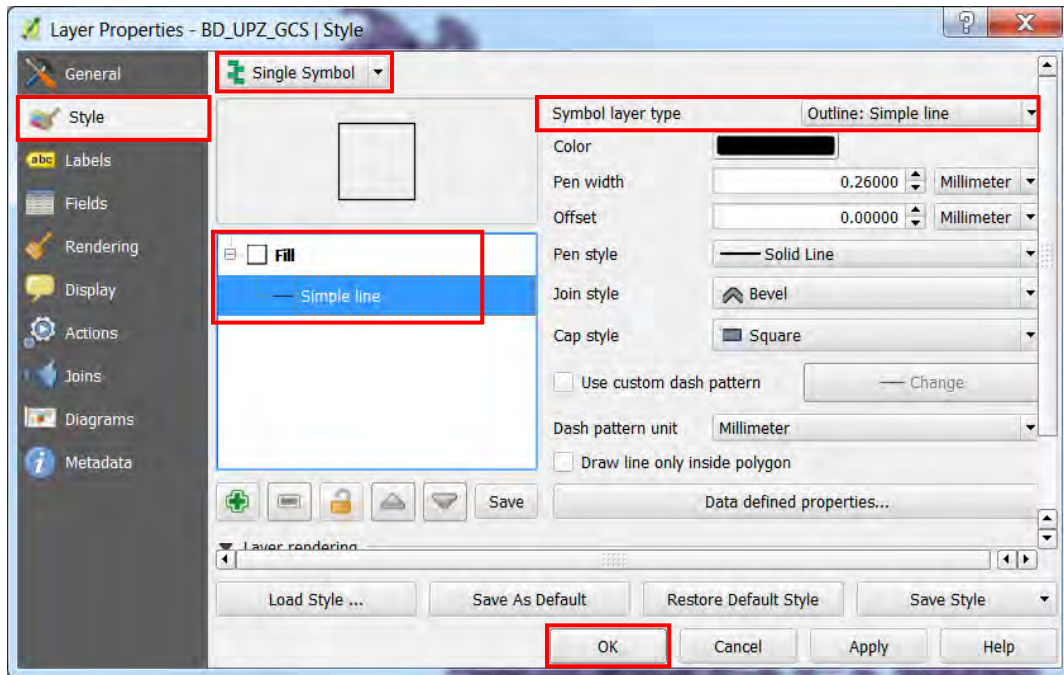 Layer Properties - BD_UPZ_GCS | Style
General
Style
abc Labels
Fields
Rendering
Display
Actions
Joins
Diagrams
Metadata
Single Symbol
Fill
Simple line
Save
Layer rendering
Symbol layer type Outline: Simple line
Color
Pen width 0.26000 Millimeter
Offset 0.00000 Millimeter
Pen style Solid Line
Join style Bevel
Cap style Square
Use custom dash pattern Change
Dash pattern unit Millimeter
Draw line only inside polygon
Data defined properties...
Load Style ... Save As Default Restore Default Style Save Style
OK Cancel Apply Help